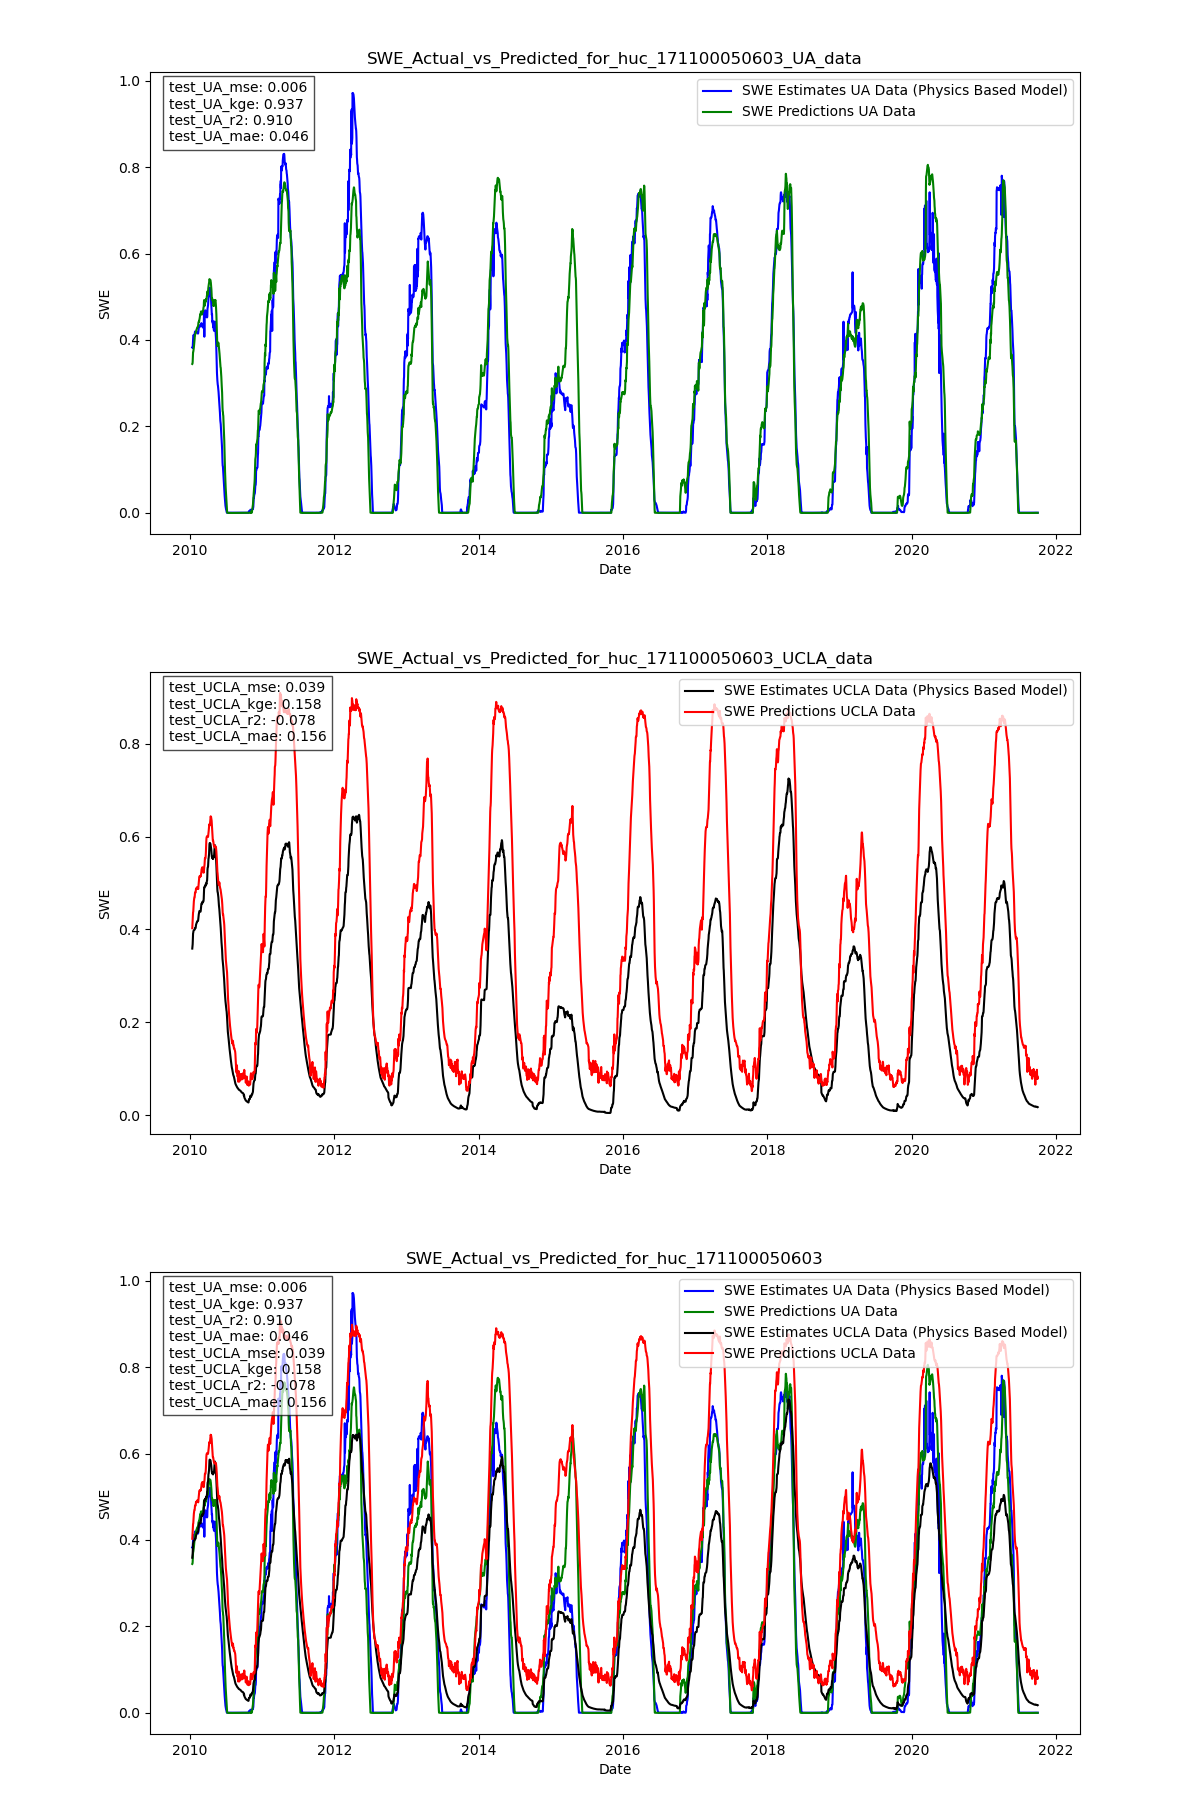 SWE_Actual_vs_Predicted_for_huc_171100050603_UA_data
test_UA_mse: 0.006
test_UA_kge: 0.937
test_UA_r2: 0.910
test_UA_mae: 0.046
SWE Estimates UA Data (Physics Based Model)
SWE Predictions UA Data
1.0
0.8
0.6
0.4
0.2
0.0
SWE
2010 2012 2014 2016 2018 2020 2022
Date
SWE_Actual_vs_Predicted_for_huc_171100050603_UCLA_data
test_UCLA_mse: 0.039
test_UCLA_kge: 0.158
test_UCLA_r2: -0.078
test_UCLA_mae: 0.156
SWE Estimates UCLA Data (Physics Based Model)
SWE Predictions UCLA Data
0.8
0.6
0.4
0.2
0.0
SWE
2010 2012 2014 2016 2018 2020 2022
Date
SWE_Actual_vs_Predicted_for_huc_171100050603
test_UA_mse: 0.006
test_UA_kge: 0.937
test_UA_r2: 0.910
test_UA_mae: 0.046
test_UCLA_mse: 0.039
test_UCLA_kge: 0.158
test_UCLA_r2: -0.078
test_UCLA_mae: 0.156
SWE Estimates UA Data (Physics Based Model)
SWE Predictions UA Data
SWE Estimates UCLA Data (Physics Based Model)
SWE Predictions UCLA Data
1.0
0.8
0.6
0.4
0.2
0.0
SWE
2010 2012 2014 2016 2018 2020 2022
Date